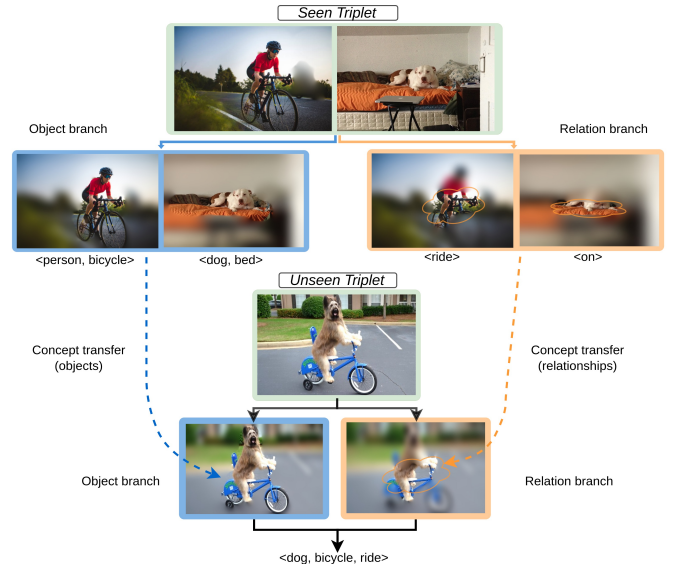 Seen Triplet
Object branch
Relation branch
<person, bicycle>
<dog, bed>
<ride>
<on>
Unseen Triplet
Concept transfer
(objects)
Concept transfer
(relationships)
Object branch
Relation branch
<dog, bicycle, ride>